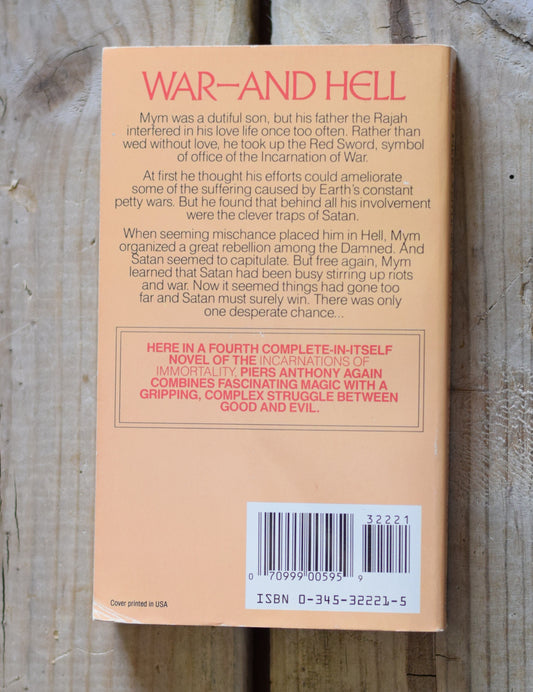 WAR—AND HELL
Mym was a dutiful son, but his father the Rajah
interfered in his love life once too often. Rather than
wed without love, he took up the Red Sword, symbol
of office of the Incarnation of War.
At first he thought his efforts could ameliorate
some of the suffering caused by Earth's constant
petty wars. But he found that behind all his involvement
were the clever traps of Satan.
When seeming mischance placed him in Hell, Mym
organized a great rebellion among the Damned. And
Satan seemed to capitulate. But free again, Mym
learned that Satan had been busy stirring up riots
and war. Now it seemed things had gone too
far and Satan must surely win. There was only
one desperate chance...
HERE IN A FOURTH COMPLETE-IN-ITSELF
NOVEL OF THE INCARNATIONS OF
IMMORTALITY, PIERS ANTHONY AGAIN
COMBINES FASCINATING MAGIC WITH A
GRIPPING, COMPLEX STRUGGLE BETWEEN
GOOD AND EVIL.
32221
0 70999 00595 9
ISBN 0-345-32221-5
Cover printed in USA